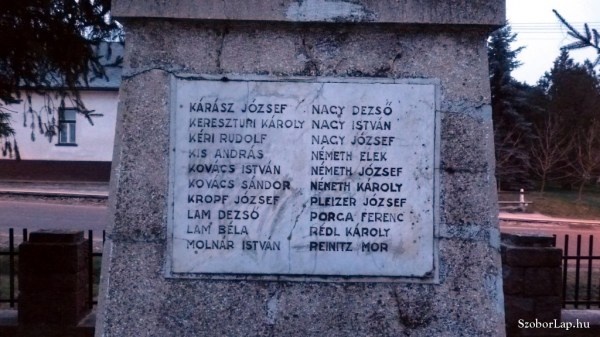 KÁRÁSZ JÓZSEF
KERESZTURI KÁROLY
KÉRI RUDOLF
KIS ANDRÁS
KOVÁCS ISTVÁN
KOVÁCS SÁNDOR
KROPF JÓZSEF
LAM DEZSŐ
LAM BÉLA
MOLNÁR ISTVÁN
NAGY DEZSŐ
NAGY ISTVÁN
NAGY JÓZSEF
NÉMETH ELEK
NÉMETH JÓZSEF
NÉMETH KÁROLY
PLEIZER JÓZSEF
PORCA FERENC
RÉDL KÁROLY
REINITZ MÓR
SzoborLap.hu